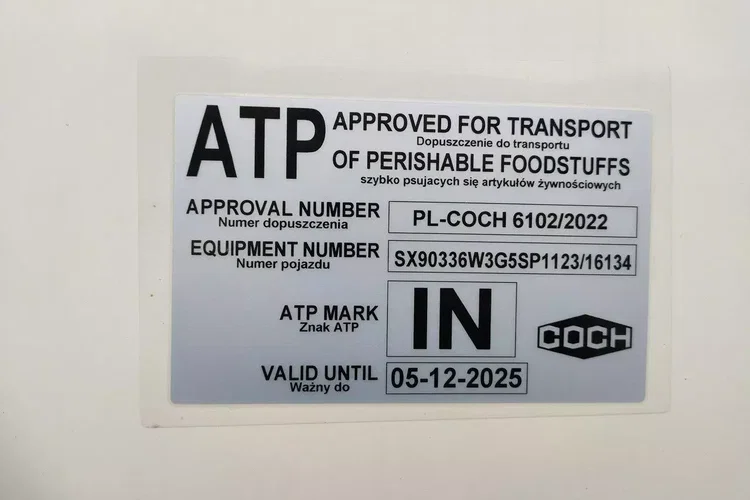 ATP APPROVED FOR TRANSPORT
Dopuszczenie do transportu
OF PERISHABLE FOODSTUFFS
szybko psujacych się artykułów żywnościowych
APPROVAL NUMBER PL-COCH 6102/2022
Numer dopuszczenia
EQUIPMENT NUMBER SX90336W3G5SP1123/16134
Numer pojazdu
ATP MARK IN
Znak ATP
COCH
VALID UNTIL 05-12-2025
Ważny do